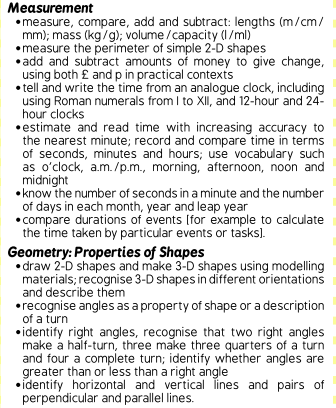 Measurement
•measure, compare, add and subtract: lengths (m/cm/
mm); mass (kg/g); volume/capacity (l/ml)
•measure the perimeter of simple 2-D shapes
•add and subtract amounts of money to give change,
using both £ and p in practical contexts
•tell and write the time from an analogue clock, including
using Roman numerals from I to XII, and 12-hour and 24-
hour clocks
•estimate and read time with increasing accuracy to
the nearest minute; record and compare time in terms
of seconds, minutes and hours; use vocabulary such
as o'clock, a.m./p.m., morning, afternoon, noon and
midnight
•know the number of seconds in a minute and the number
of days in each month, year and leap year
•compare durations of events [for example to calculate
the time taken by particular events or tasks].
Geometry: Properties of Shapes
•draw 2-D shapes and make 3-D shapes using modelling
materials; recognise 3-D shapes in different orientations
and describe them
•recognise angles as a property of shape or a description
of a turn
•identify right angles, recognise that two right angles
make a half-turn, three make three quarters of a turn
and four a complete turn; identify whether angles are
greater than or less than a right angle
•identify horizontal and vertical lines and pairs of
perpendicular and parallel lines.